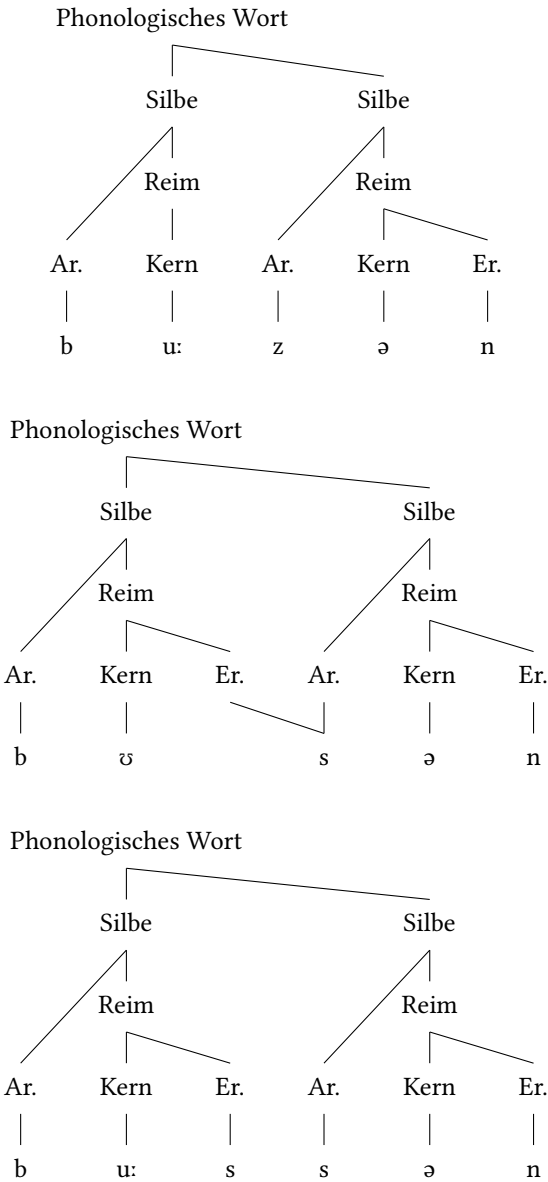 Phonologisches Wort
Silbe Silbe
Reim Reim
Ar. Kern Ar. Kern Er.
b uː z ə n
Phonologisches Wort
Silbe Silbe
Reim Reim
Ar. Kern Er. Ar. Kern Er.
b ʊ s ə n
Phonologisches Wort
Silbe Silbe
Reim Reim
Ar. Kern Er. Ar. Kern Er.
b uː s s ə n